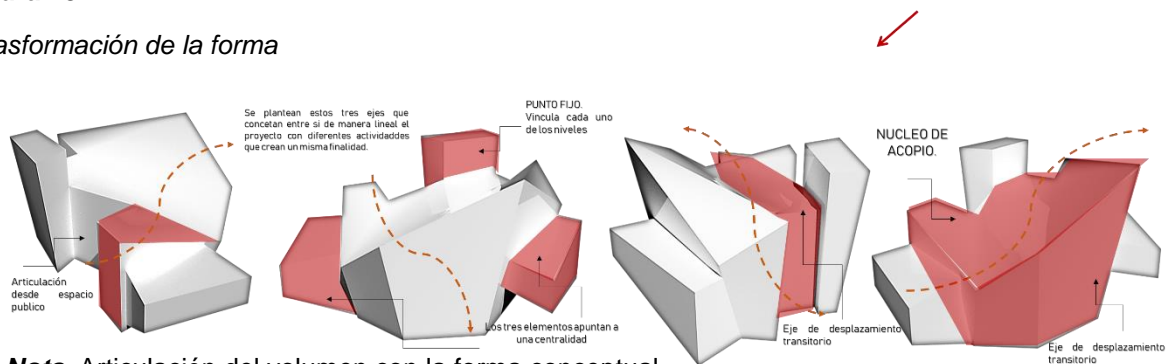 asformación de la forma
Se plantean estos tres ejes que
concetan entre si de manera lineal el
proyecto con diferentes actividaddes
que crean un misma finalidad.
PUNTO FIJO.
Vincula cada uno
de los niveles
NUCLEO DE
ACOPIO.
Articulación
desde espacio
publico
Los tres elementos apuntan a
una centralidad
Eje de desplazamiento
transitorio
Eje de desplazamiento
transitorio
Nota. Articulación del volumen con la forma conceptual